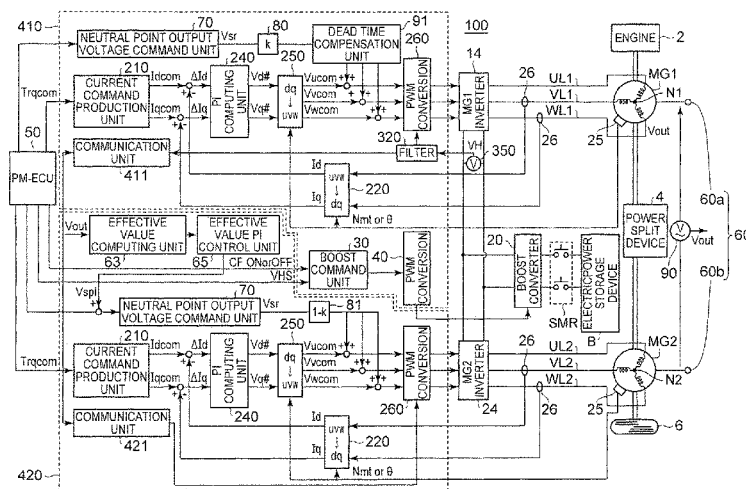 410
70
NEUTRAL POINT OUTPUT
VOLTAGE COMMAND UNIT
Vsr
80
k
91
DEAD TIME
COMPENSATION
UNIT
100
ENGINE
2
210
Idcom
ΔId
240
Vd#
250
260
14
Trqcom
CURRENT
COMMAND
PRODUCTION
UNIT
Iqcom
ΔIq
PI
COMPUTING
UNIT
Vq#
dq
uvw
Vucom
Vvcom
Vwcom
PWM
CONVERSION
MG1
INVERTER
UL1
VL1
WL1
26
26
MG1
N1
25
Vout
50
PM-ECU
COMMUNICATION
UNIT
411
320
FILTER
VH
V
350
Id
Iq
uvw
dq
220
Nmt or θ
4
POWER
SPLIT
DEVICE
60a
60
60b
V
Vout
90
Vout
EFFECTIVE
VALUE
COMPUTING
UNIT
63
EFFECTIVE
VALUE PI
CONTROL UNIT
65
CF ONorOFF
VHS
30
BOOST
COMMAND
UNIT
40
PWM
CONVERSION
20
BOOST
CONVERTER
SMR
ELECTRIC POWER
STORAGE
DEVICE
B
Vspi
70
NEUTRAL POINT OUTPUT
VOLTAGE COMMAND UNIT
Vsr
1-k
81
210
Idcom
ΔId
Vd#
250
Trqcom
CURRENT
COMMAND
PRODUCTION
UNIT
Iqcom
ΔIq
PI
COMPUTING
UNIT
Vq#
240
dq
uvw
Vucom
Vvcom
Vwcom
PWM
CONVERSION
260
MG2
INVERTER
24
UL2
VL2
WL2
26
26
MG2
N2
25
COMMUNICATION
UNIT
421
Id
Iq
uvw
dq
220
Nmt or θ
6
420